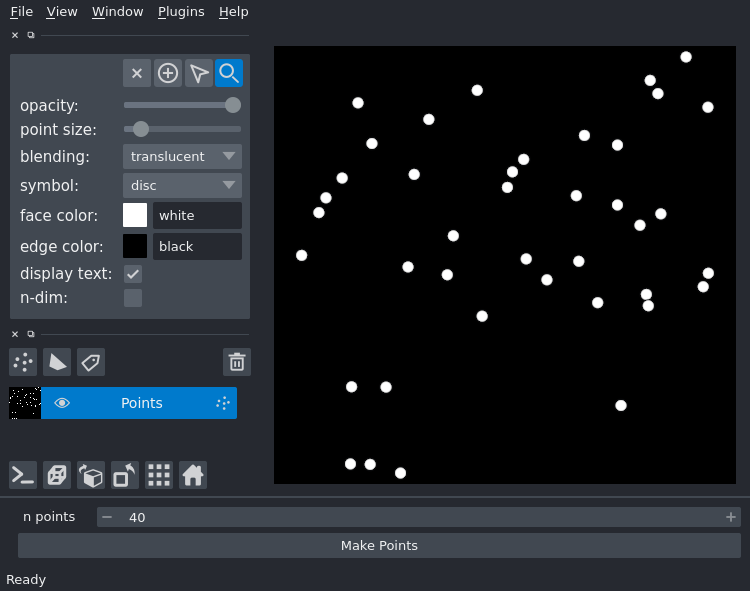 File View Window Plugins Help
opacity:
point size:
blending: translucent
symbol: disc
face color: white
edge color: black
display text:
n-dim:
Points
n points 40
Make Points
Ready